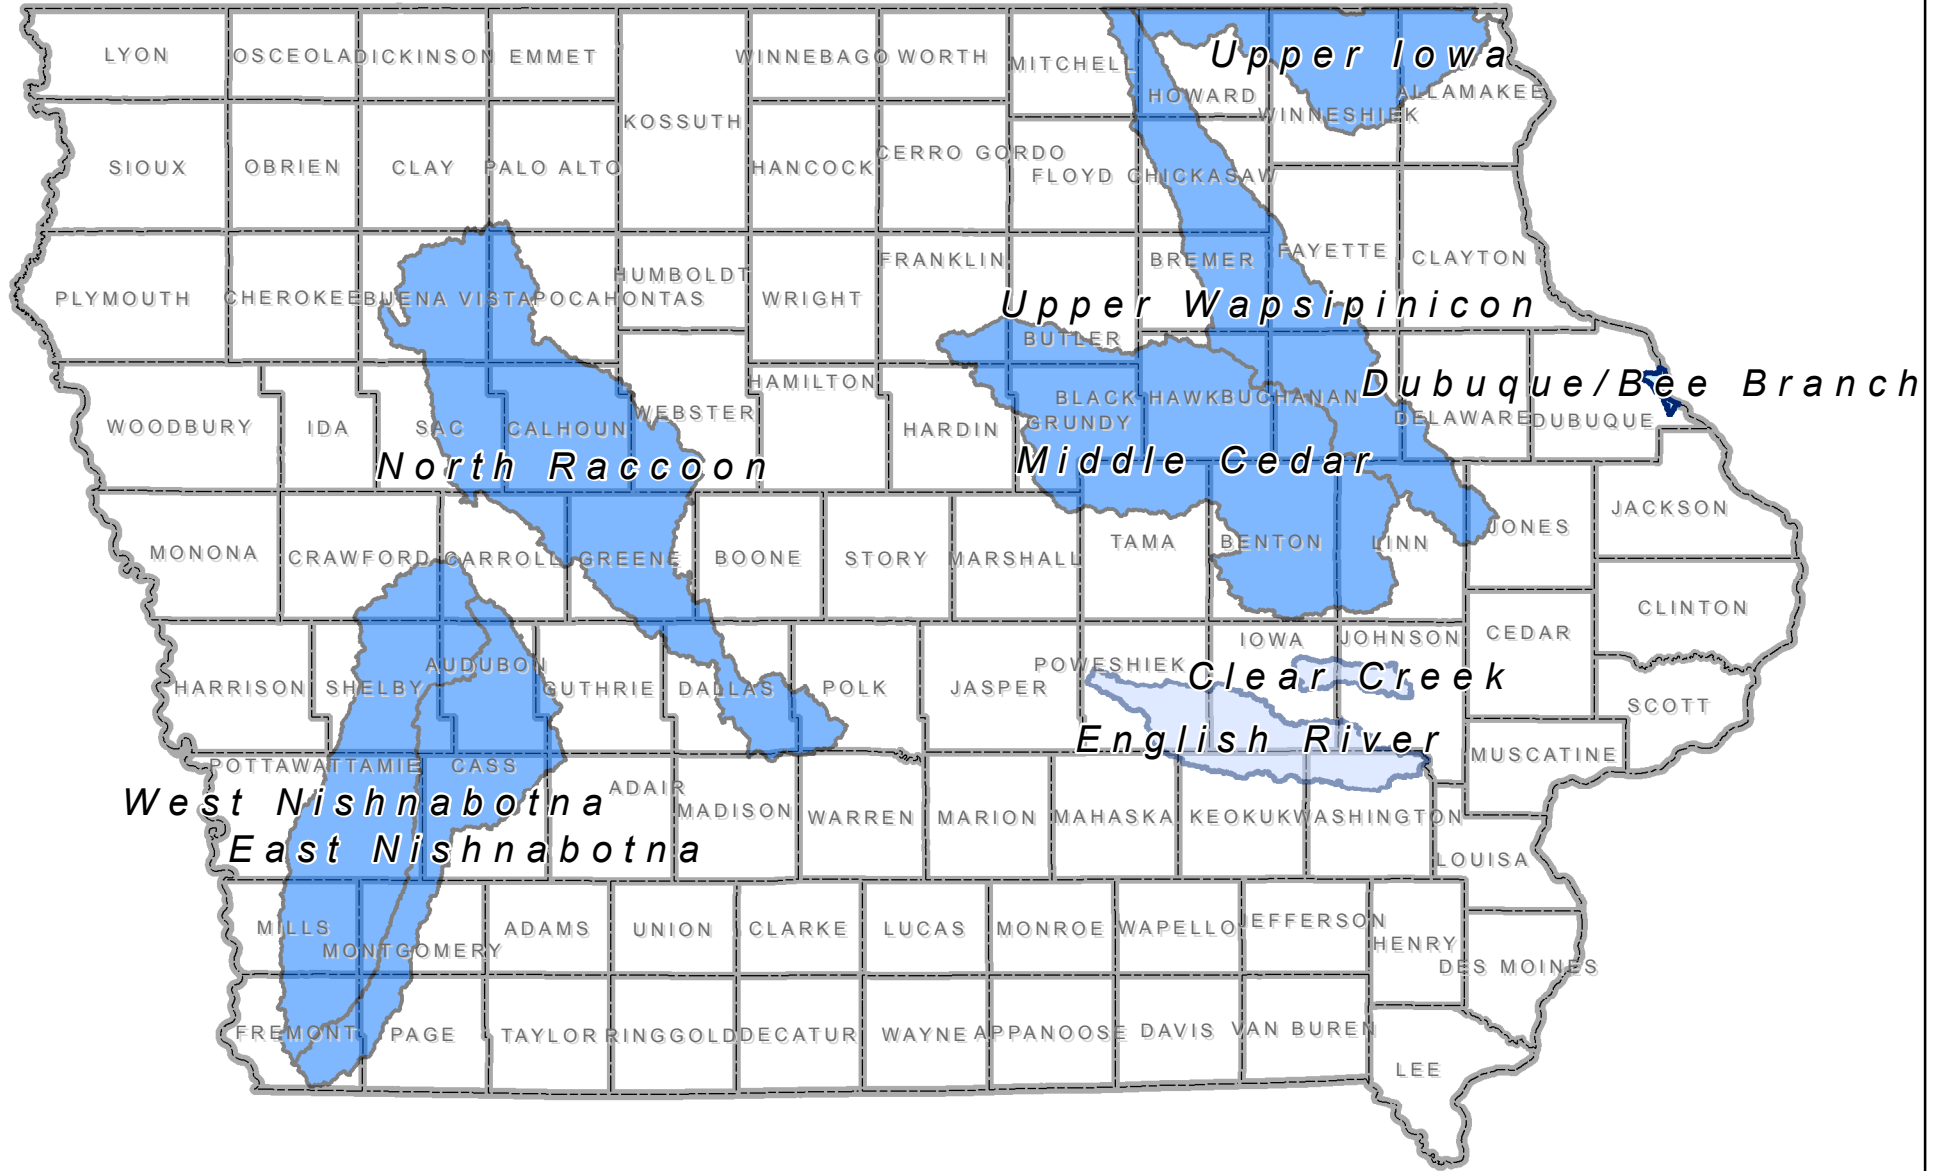 LYON
OSCEOLA
DICKINSON
EMMET
WINNEBAGO
WORTH
MITCHELL
Upper Iowa
HOWARD
WINNESHIEK
ALLAMAKEE
KOSSUTH
SIOUX
OBRIEN
CLAY
PALO ALTO
HANCOCK
CERRO GORDO
FLOYD
CHICKASAW
PLYMOUTH
CHEROKEE
BUENA VISTA
POCAHONTAS
HUMBOLDT
WRIGHT
FRANKLIN
BREMER
FAYETTE
CLAYTON
Upper Wapsipinicon
BUTLER
WOODBURY
IDA
SAC
CALHOUN
WEBSTER
HAMILTON
HARDIN
GRUNDY
BLACK HAWK
BUCHANAN
Dubuque/Bee Branch
DELAWARE
DUBUQUE
North Raccoon
Middle Cedar
MONONA
CRAWFORD
CARROLL
GREENE
BOONE
STORY
MARSHALL
TAMA
BENTON
LINN
JONES
JACKSON
CLINTON
HARRISON
SHELBY
AUDUBON
GUTHRIE
DALLAS
POLK
JASPER
POWESHIEK
IOWA
JOHNSON
CEDAR
SCOTT
Clear Creek
English River
MUSCATINE
POTTAWATTAMIE
CASS
ADAIR
MADISON
WARREN
MARION
MAHASKA
KEOKUK
WASHINGTON
LOUISA
West Nishnabotna
East Nishnabotna
MILLS
MONTGOMERY
ADAMS
UNION
CLARKE
LUCAS
MONROE
WAPELLO
JEFFERSON
HENRY
DES MOINES
FREMONT
PAGE
TAYLOR
RINGGOLD
DECATUR
WAYNE
APPANOOSE
DAVIS
VAN BUREN
LEE